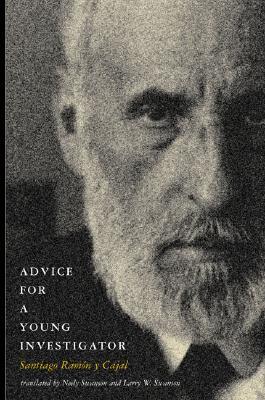 ADVICE
FOR
A
YOUNG
INVESTIGATOR
Santiago Ramón y Cajal
translated by Neely Swanson and Larry W. Swanson